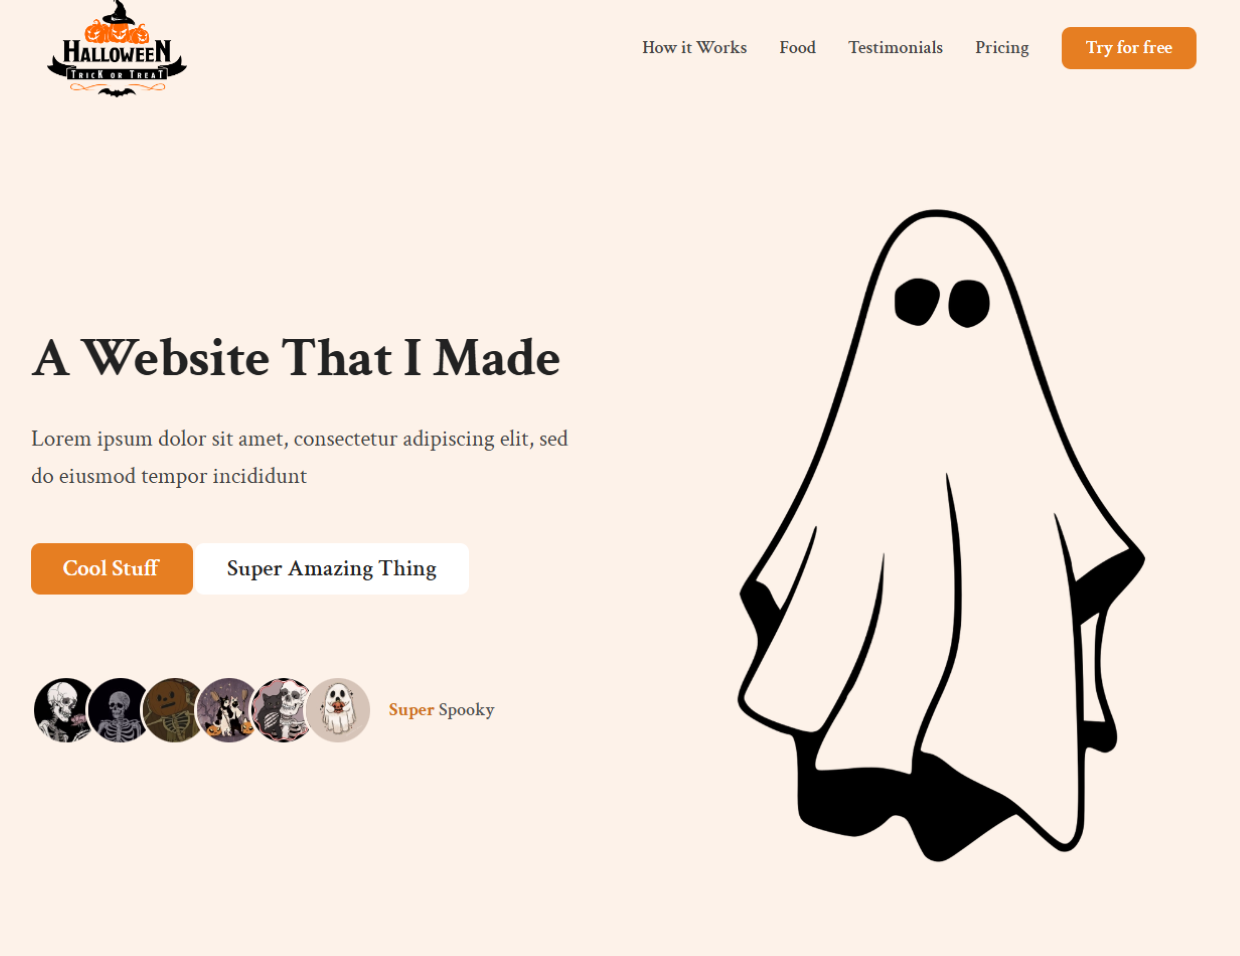 HALLOWEEN
TRICK OR TREAT
How it Works
Food
Testimonials
Pricing
Try for free
A Website That I Made
Lorem ipsum dolor sit amet, consectetur adipiscing elit, sed
do eiusmod tempor incididunt
Cool Stuff
Super Amazing Thing
Super Spooky